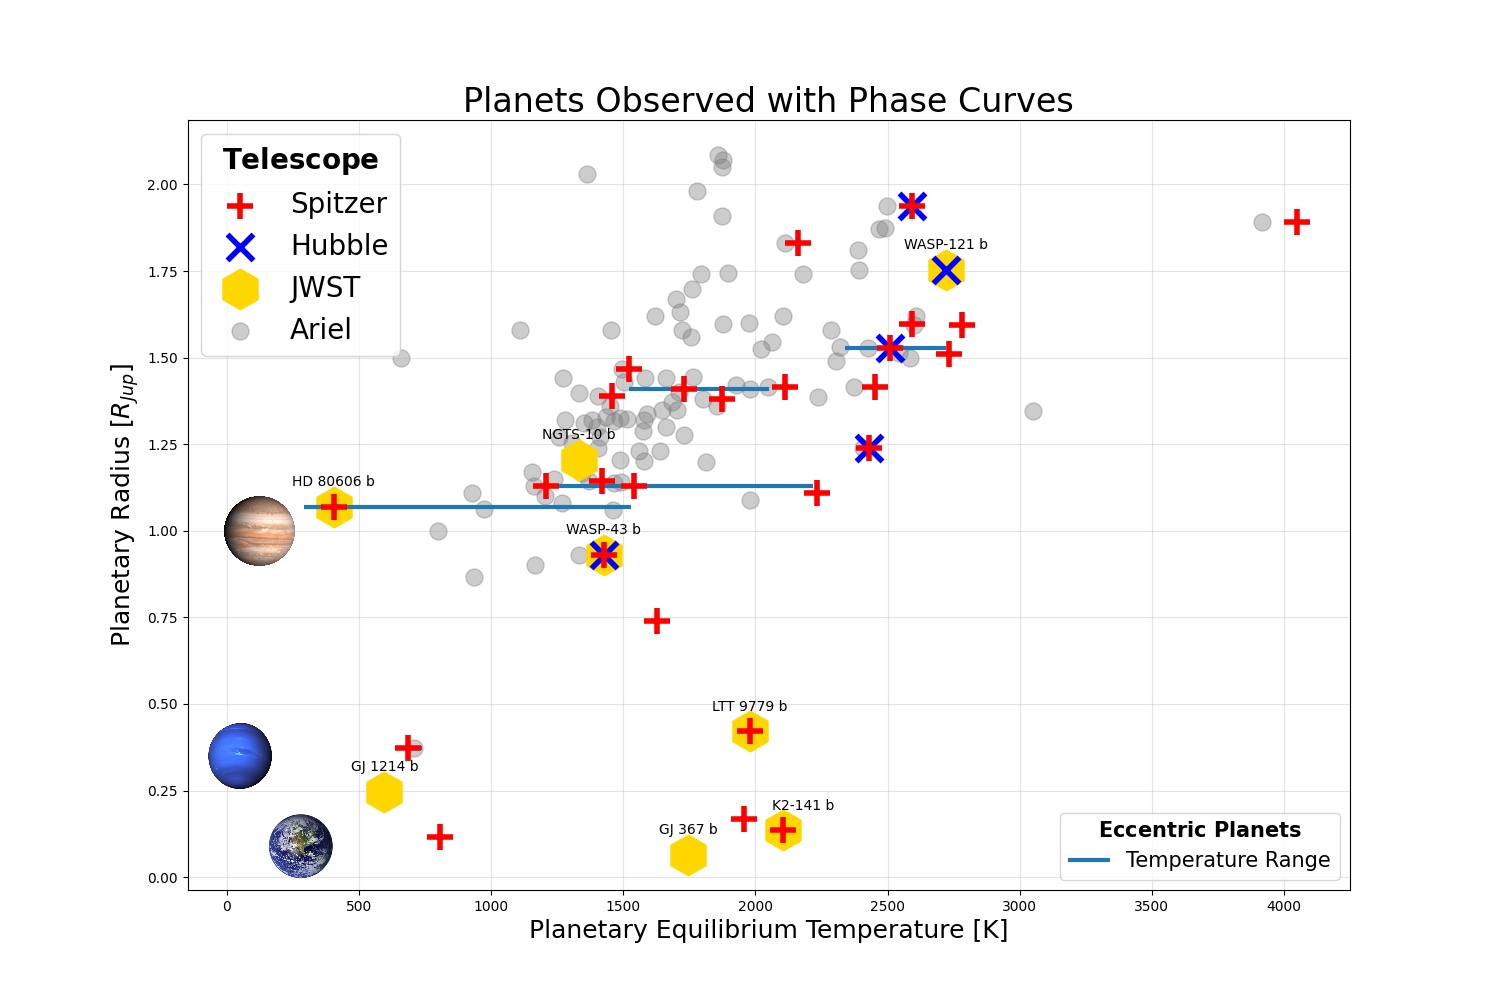 Planets Observed with Phase Curves
Telescope
Spitzer
Hubble
JWST
Ariel
2.00
1.75
1.50
1.25
1.00
0.75
0.50
0.25
0.00
Planetary Radius [R_Jup]
WASP-121 b
NGTS-10 b
HD 80606 b
WASP-43 b
LTT 9779 b
GJ 1214 b
K2-141 b
GJ 367 b
Eccentric Planets
Temperature Range
0 500 1000 1500 2000 2500 3000 3500 4000
Planetary Equilibrium Temperature [K]